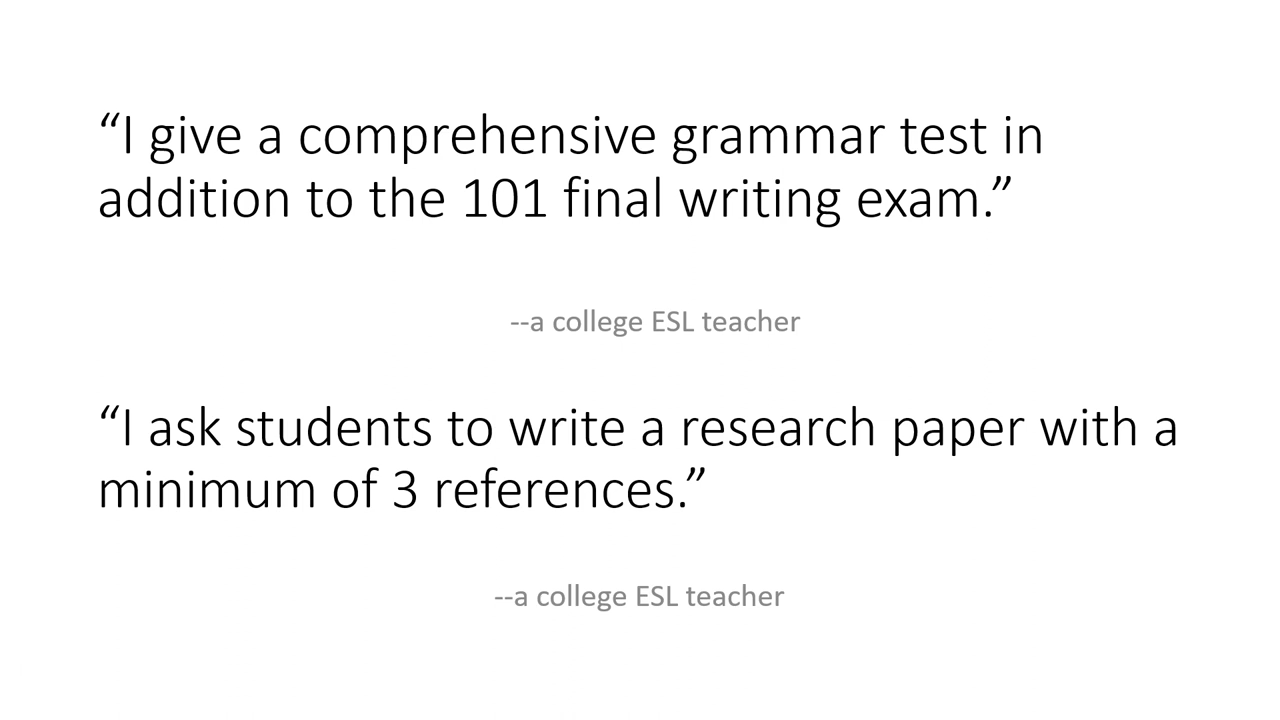 “I give a comprehensive grammar test in
addition to the 101 final writing exam.”
--a college ESL teacher
“I ask students to write a research paper with a
minimum of 3 references.”
--a college ESL teacher